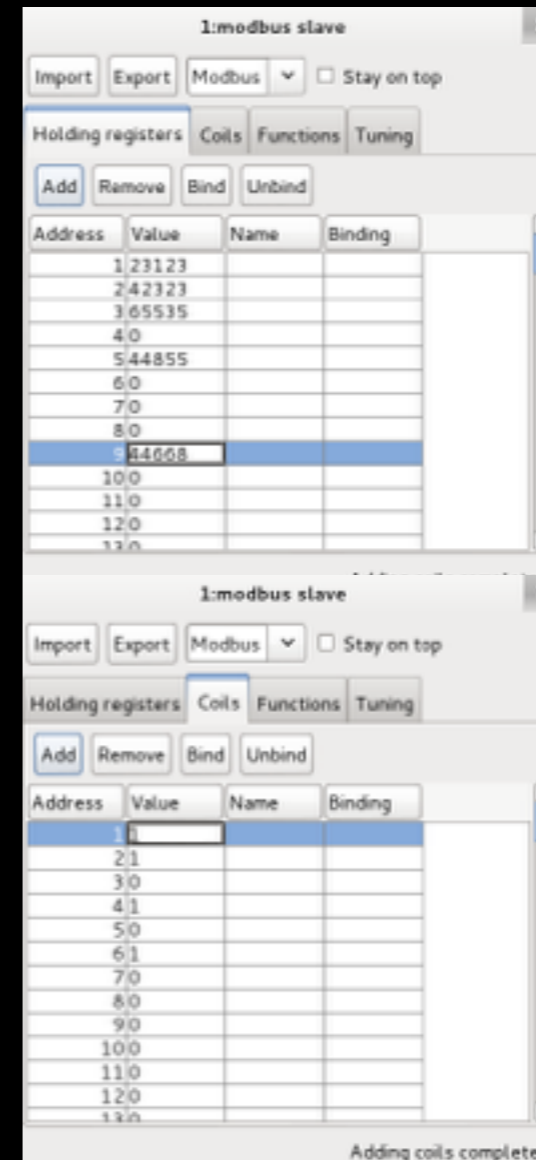 1:modbus slave
Import Export Modbus Stay on top
Holding registers Coils Functions Tuning
Add Remove Bind Unbind
Address Value Name Binding
1 23123
2 42323
3 65535
4 0
5 44855
6 0
7 0
8 0
9 44668
10 0
11 0
12 0
13 0
1:modbus slave
Import Export Modbus Stay on top
Holding registers Coils Functions Tuning
Add Remove Bind Unbind
Address Value Name Binding
1 1
2 1
3 0
4 1
5 0
6 1
7 0
8 0
9 0
10 0
11 0
12 0
13 0
Adding coils complete